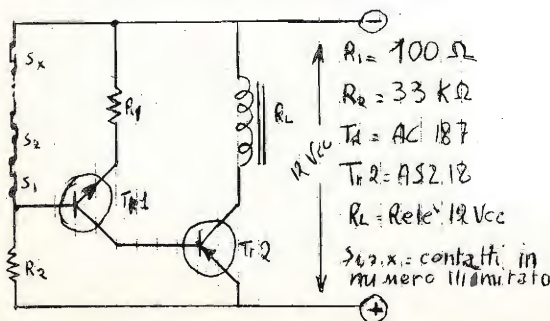 Sx
S2
S1
R1
RL
TR1
Tr2
R2
12 Vcc
R1= 100 Ω
R2= 33 KΩ
Tr1= AC 187
Tr2= ASZ 18
RL= Relè 12 Vcc
S1,2,x= contatti in
numero illimitato
−
+